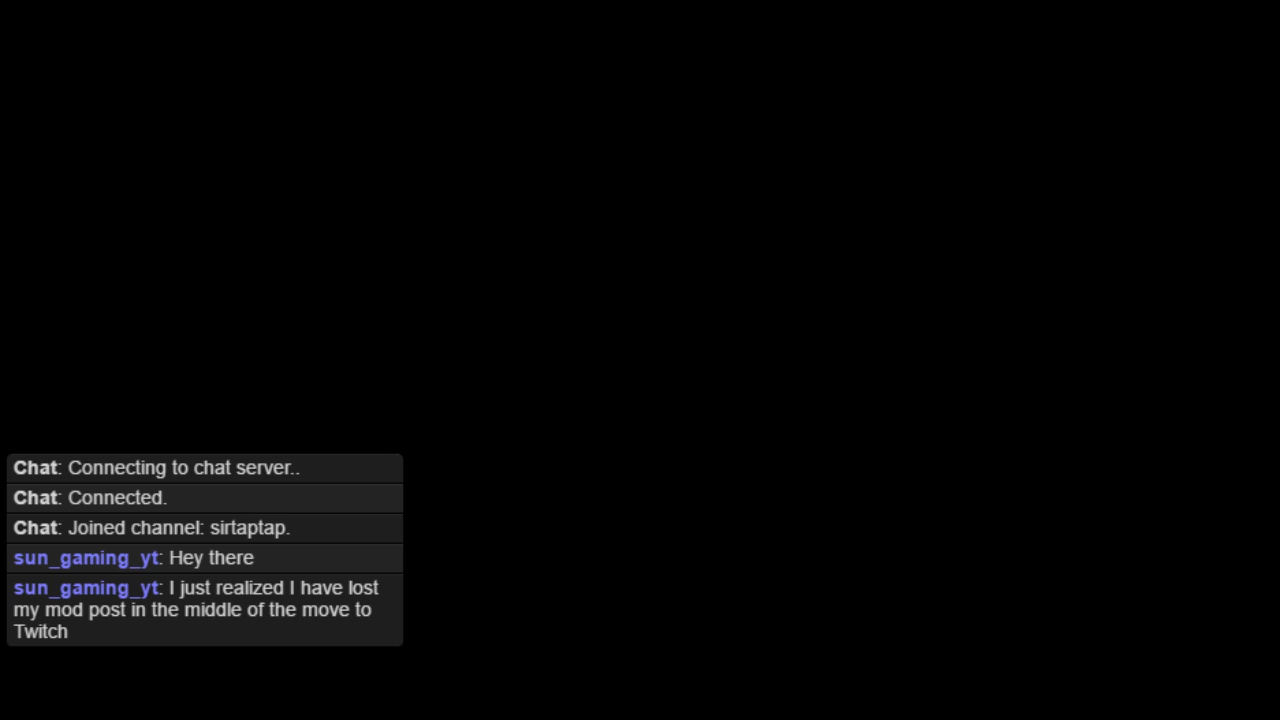 Chat: Connecting to chat server..
Chat: Connected.
Chat: Joined channel: sirtaptap.
sun_gaming_yt: Hey there
sun_gaming_yt: I just realized I have lost
my mod post in the middle of the move to
Twitch